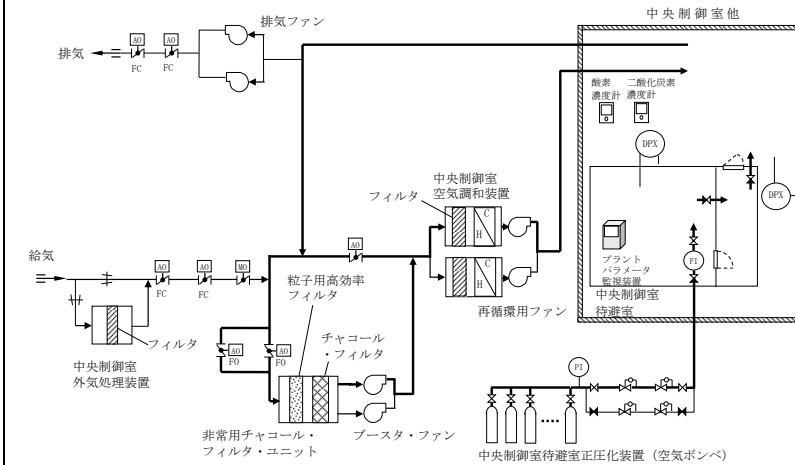 中央制御室他
排気ファン
AO
AO
排気
FC
FC
酸素
濃度計
二酸化炭素
濃度計
DPX
DPX
中央制御室
空気調和装置
フィルタ
C
H
C
H
再循環用ファン
プラント
パラメータ
監視装置
FI
中央制御室
待避室
給気
AO
AO
MO
FC
FC
AO
フィルタ
中央制御室
外気処理装置
粒子用高効率
フィルタ
チャコール
・フィルタ
AO
FO
AO
FO
非常用チャコール・
フィルタ・ユニット
ブースタ・ファン
PI
中央制御室待避室正圧化装置（空気ボンベ）